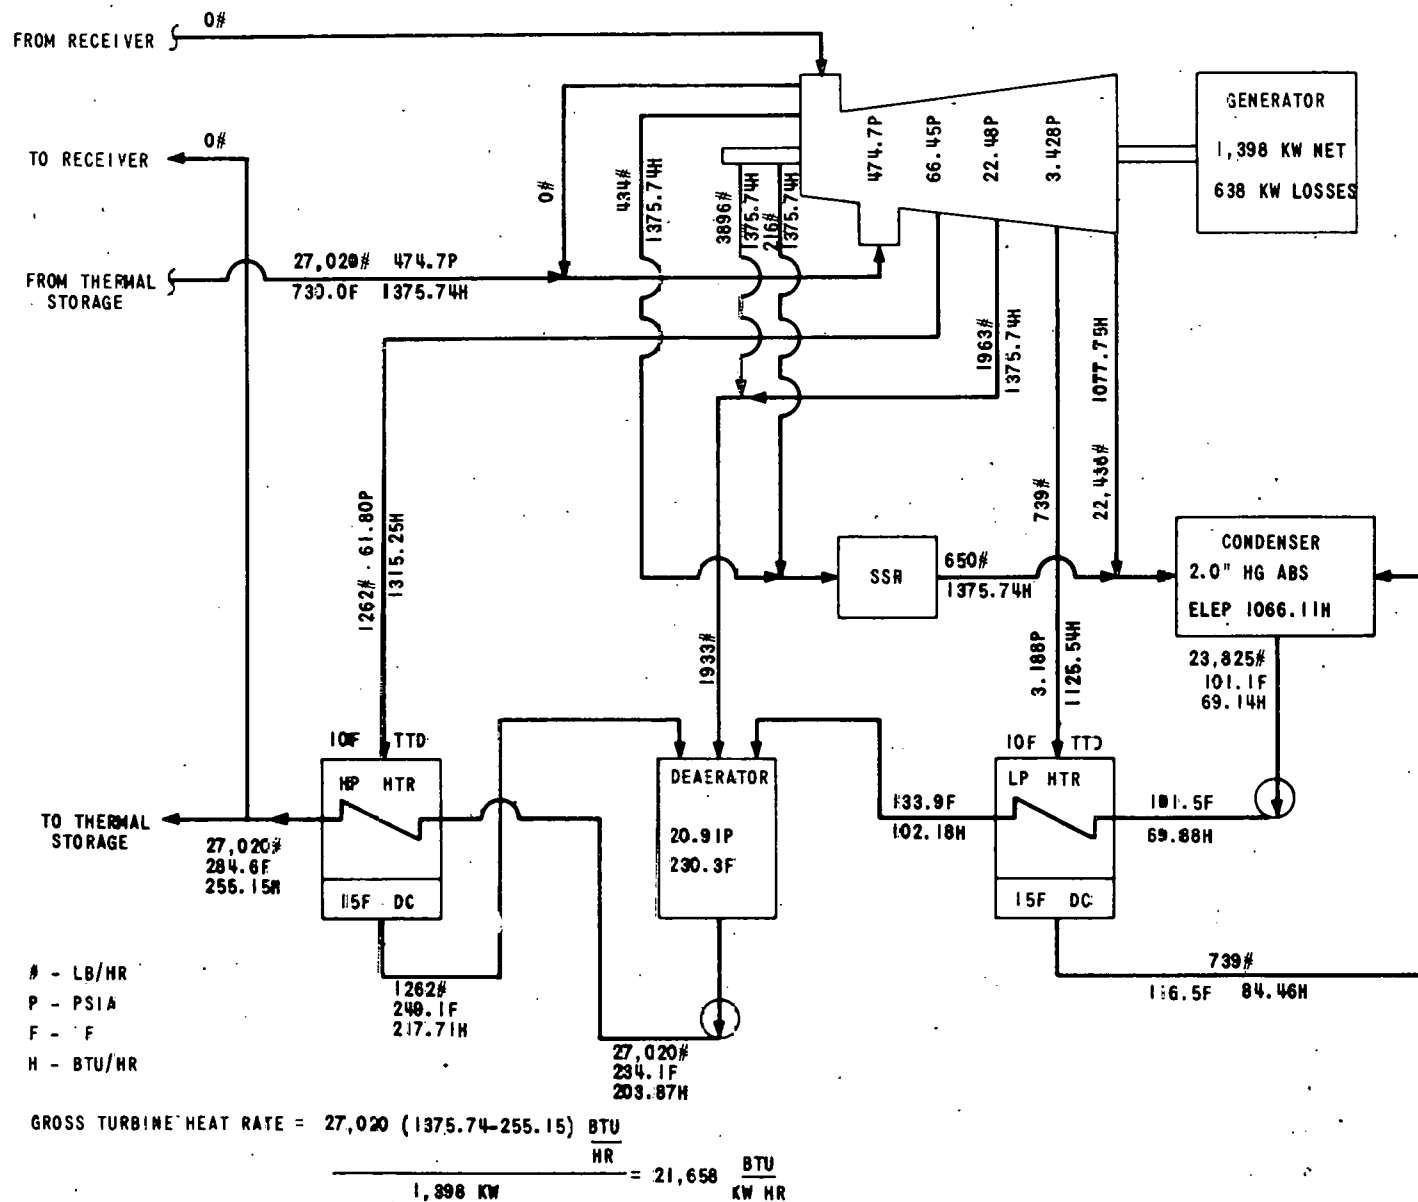 0#
FROM RECEIVER
GENERATOR
1,398 KW NET
638 KW LOSSES
474.7P
66.45P
22.48P
3.428P
0#
TO RECEIVER
0#
434#
1375.74H
3896#
1375.74H
216#
1375.74H
27,020# 474.7P
730.0F 1375.74H
FROM THERMAL
STORAGE
1963#
1375.74H
1077.75H
22,436#
739#
1262# 61.80P
1315.25H
CONDENSER
2.0" HG ABS
ELEP 1066.11H
SSR
650#
1375.74H
1933#
3.188P
1125.54H
23,825#
101.1F
69.14H
10F TTD
HP HTR
DEAERATOR
20.91P
230.3F
10F TTD
LP HTR
133.9F
102.18H
101.5F
69.88H
TO THERMAL
STORAGE
27,020#
284.6F
255.15H
15F DC
15F DC
# - LB/HR
P - PSIA
F - °F
H - BTU/HR
1262#
249.1F
217.71H
739#
116.5F 84.46H
27,020#
234.1F
203.87H
GROSS TURBINE HEAT RATE = 27,020 (1375.74-255.15) BTU
HR
= 21,658 BTU
1,398 KW KW HR